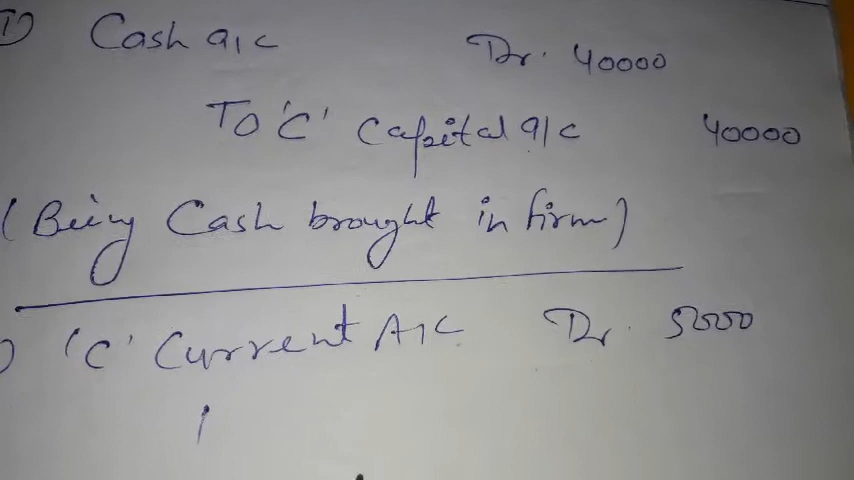 1) Cash a/c Dr. 40000
To 'C' Capital a/c 40000
(Being Cash brought in firm)
) 'C' Current A/c Dr. 5000